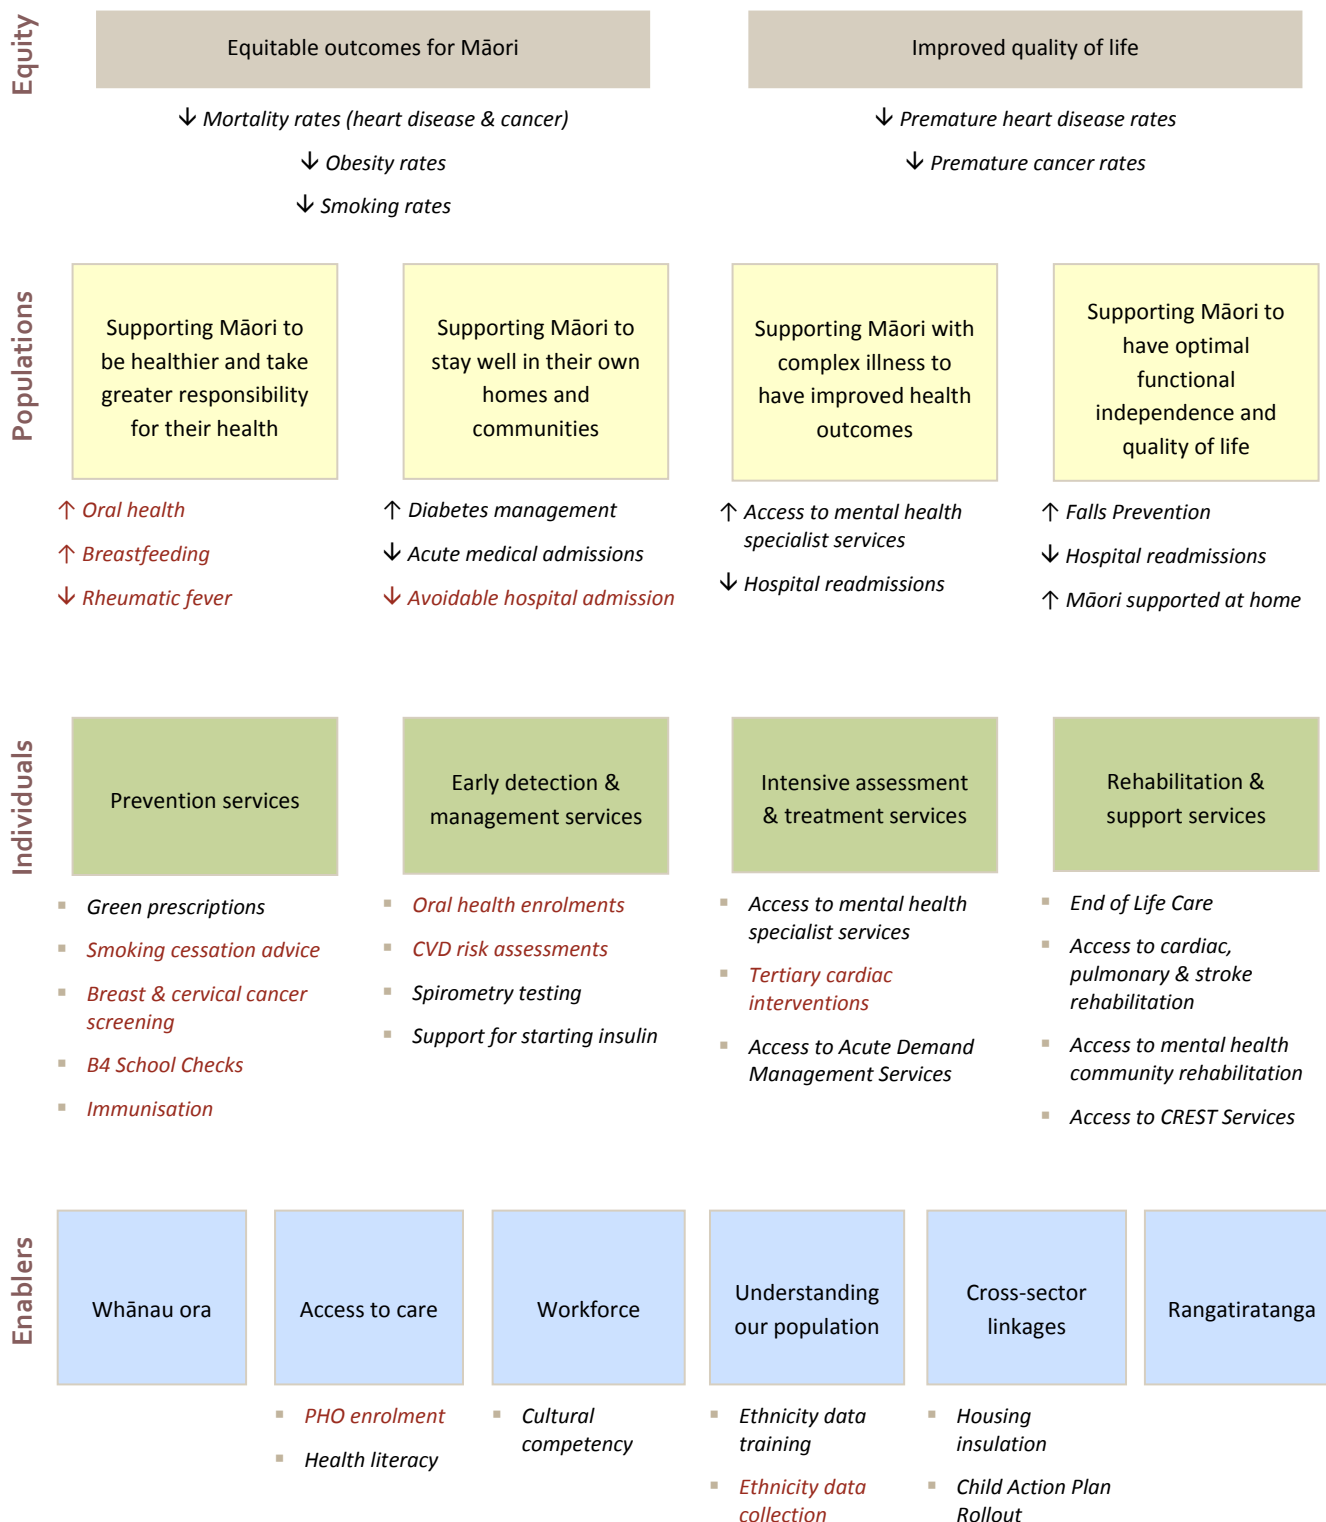 Equity
Equitable outcomes for Māori
Improved quality of life
↓ Mortality rates (heart disease & cancer)
↓ Obesity rates
↓ Smoking rates
↓ Premature heart disease rates
↓ Premature cancer rates
Populations
Supporting Māori to
be healthier and take
greater responsibility
for their health
Supporting Māori to
stay well in their own
homes and
communities
Supporting Māori with
complex illness to
have improved health
outcomes
Supporting Māori to
have optimal
functional
independence and
quality of life
↑ Oral health
↑ Breastfeeding
↓ Rheumatic fever
↑ Diabetes management
↓ Acute medical admissions
↓ Avoidable hospital admission
↑ Access to mental health
specialist services
↓ Hospital readmissions
↑ Falls Prevention
↓ Hospital readmissions
↑ Māori supported at home
Individuals
Prevention services
Early detection &
management services
Intensive assessment
& treatment services
Rehabilitation &
support services
▪ Green prescriptions
▪ Smoking cessation advice
▪ Breast & cervical cancer
screening
▪ B4 School Checks
▪ Immunisation
▪ Oral health enrolments
▪ CVD risk assessments
▪ Spirometry testing
▪ Support for starting insulin
▪ Access to mental health
specialist services
▪ Tertiary cardiac
interventions
▪ Access to Acute Demand
Management Services
▪ End of Life Care
▪ Access to cardiac,
pulmonary & stroke
rehabilitation
▪ Access to mental health
community rehabilitation
▪ Access to CREST Services
Enablers
Whānau ora
Access to care
Workforce
Understanding
our population
Cross-sector
linkages
Rangatiratanga
▪ PHO enrolment
▪ Health literacy
▪ Cultural
competency
▪ Ethnicity data
training
▪ Ethnicity data
collection
▪ Housing
insulation
▪ Child Action Plan
Rollout